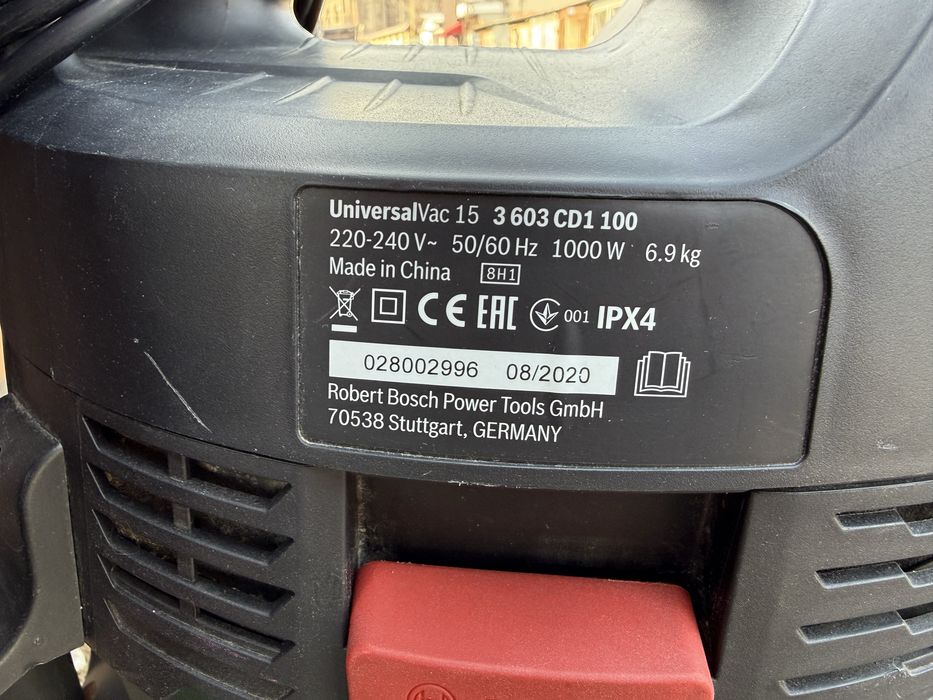 UniversalVac 15 3 603 CD1 100
220-240 V~ 50/60 Hz 1000 W 6.9 kg
Made in China 8H1
CE EAC 001 IPX4
028002996 08/2020
Robert Bosch Power Tools GmbH
70538 Stuttgart, GERMANY